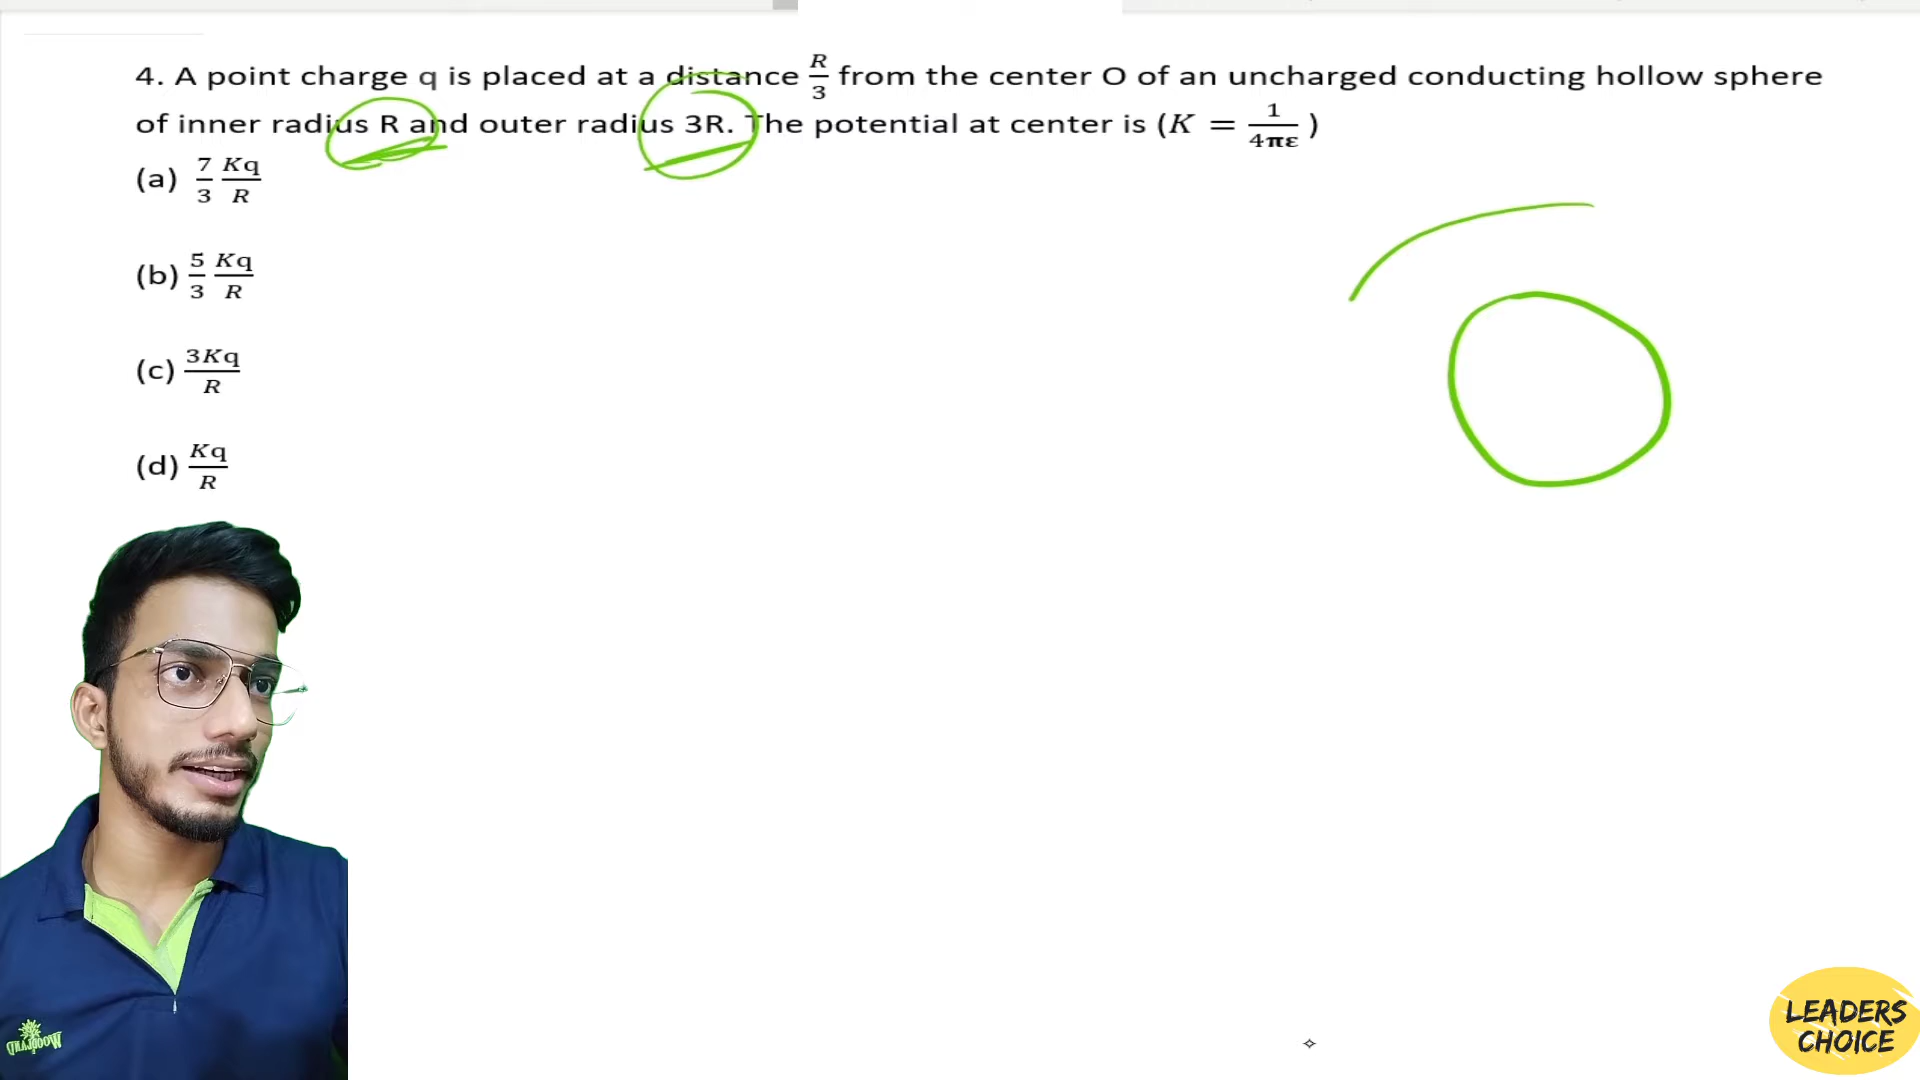 4. A point charge q is placed at a distance R/3 from the center O of an uncharged conducting hollow sphere
of inner radius R and outer radius 3R. The potential at center is (K = 1/4πε )
(a) 7/3 Kq/R
(b) 5/3 Kq/R
(c) 3Kq/R
(d) Kq/R
WOODLAND
LEADERS
CHOICE